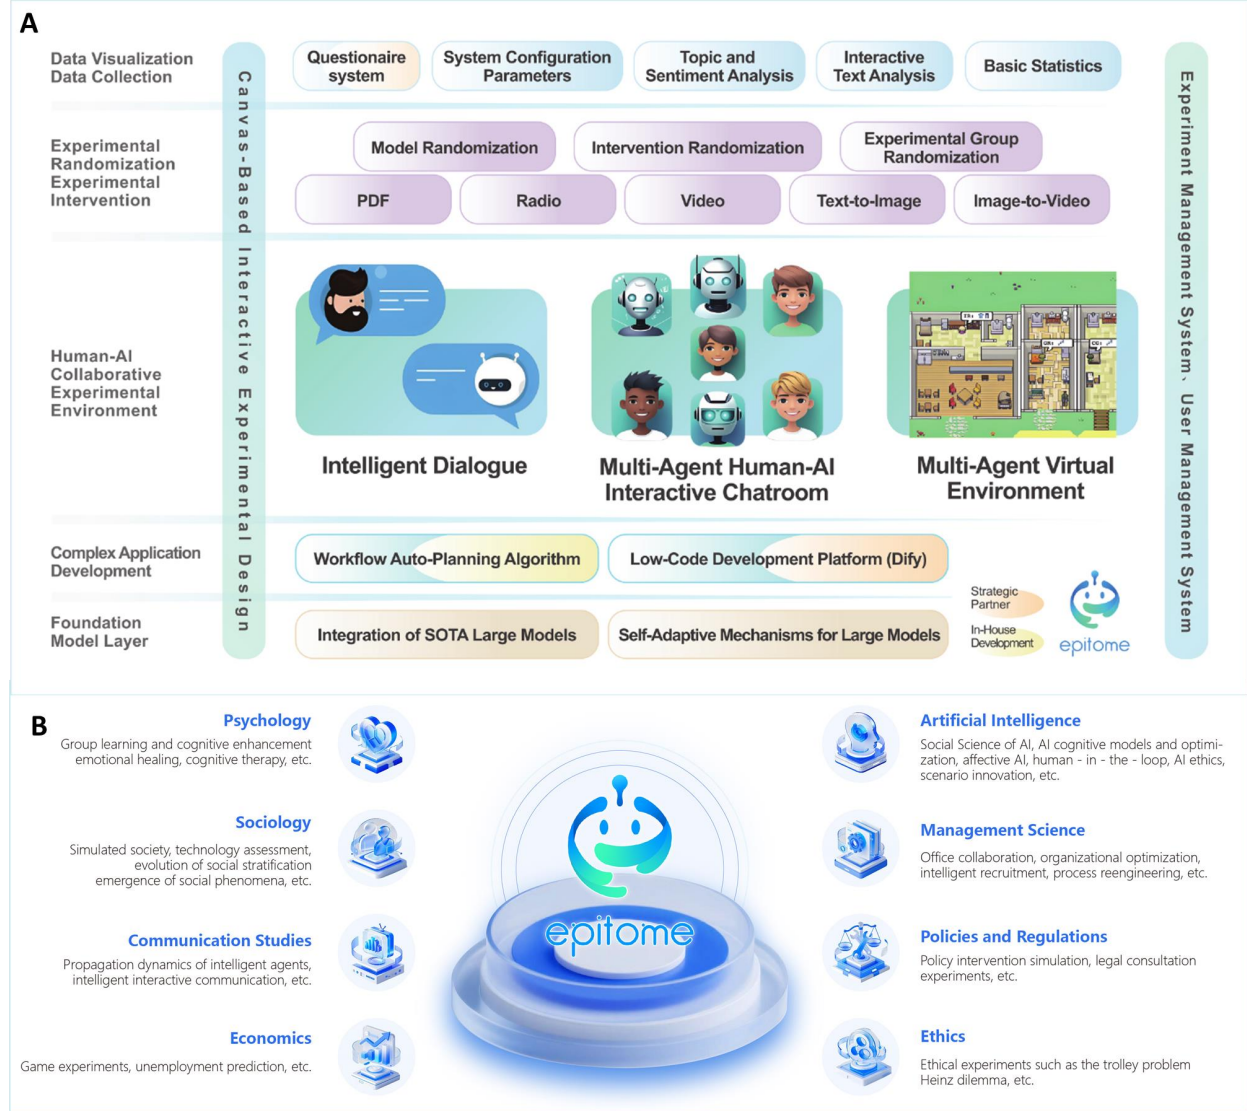 A
Data Visualization
Data Collection
Canvas-Based Interactive Experimental Design
Questionaire
system
System Configuration
Parameters
Topic and
Sentiment Analysis
Interactive
Text Analysis
Basic Statistics
Experiment Management System、User Management System
Experimental
Randomization
Experimental
Intervention
Model Randomization
Intervention Randomization
Experimental Group
Randomization
PDF
Radio
Video
Text-to-Image
Image-to-Video
Human-AI
Collaborative
Experimental
Environment
Intelligent Dialogue
Multi-Agent Human-AI
Interactive Chatroom
Multi-Agent Virtual
Environment
Complex Application
Development
Workflow Auto-Planning Algorithm
Low-Code Development Platform (Dify)
Foundation
Model Layer
Integration of SOTA Large Models
Self-Adaptive Mechanisms for Large Models
Strategic
Partner
In-House
Development
epitome
B
Psychology
Group learning and cognitive enhancement
emotional healing, cognitive therapy, etc.
Sociology
Simulated society, technology assessment,
evolution of social stratification
emergence of social phenomena, etc.
Communication Studies
Propagation dynamics of intelligent agents,
intelligent interactive communication, etc.
Economics
Game experiments, unemployment prediction, etc.
epitome
Artificial Intelligence
Social Science of AI, AI cognitive models and optimi-
zation, affective AI, human - in - the - loop, AI ethics,
scenario innovation, etc.
Management Science
Office collaboration, organizational optimization,
intelligent recruitment, process reengineering, etc.
Policies and Regulations
Policy intervention simulation, legal consultation
experiments, etc.
Ethics
Ethical experiments such as the trolley problem
Heinz dilemma, etc.